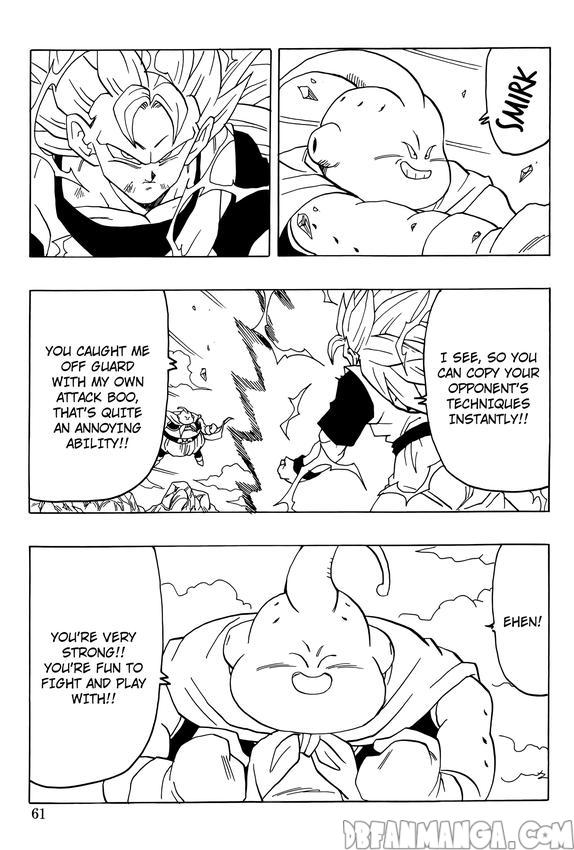 SMIRK
I SEE, SO YOU
CAN COPY YOUR
OPPONENT'S
TECHNIQUES
INSTANTLY!!
YOU CAUGHT ME
OFF GUARD
WITH MY OWN
ATTACK BOO,
THAT'S QUITE
AN ANNOYING
ABILITY!!
EHEN!
YOU'RE VERY
STRONG!!
YOU'RE FUN TO
FIGHT AND PLAY
WITH!!
61
DBFANMANGA.COM